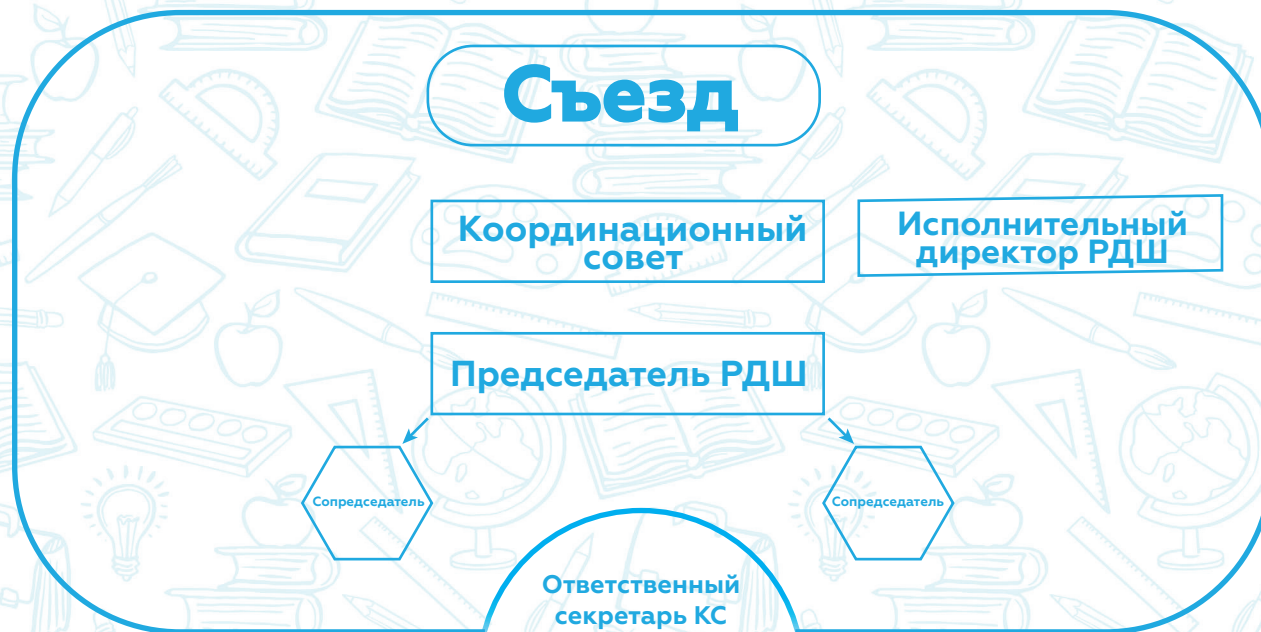 Съезд
Координационный
совет
Исполнительный
директор РДШ
Председатель РДШ
Сопредседатель
Сопредседатель
Ответственный
секретарь КС